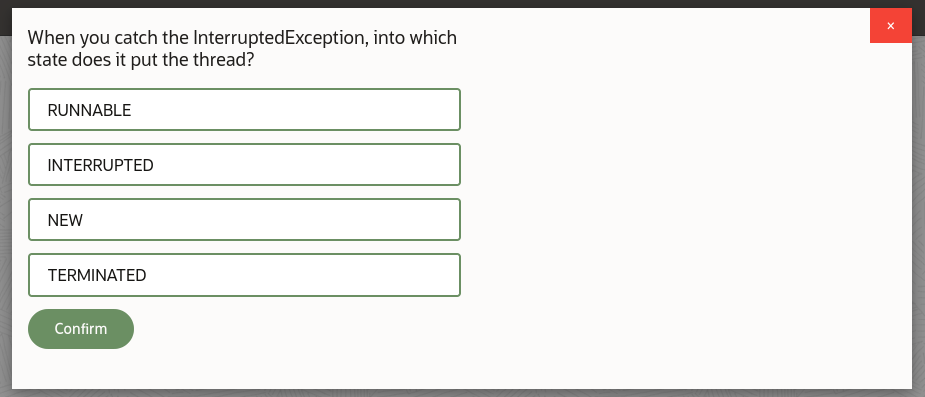 When you catch the InterruptedException, into which
state does it put the thread?
×
RUNNABLE
INTERRUPTED
NEW
TERMINATED
Confirm